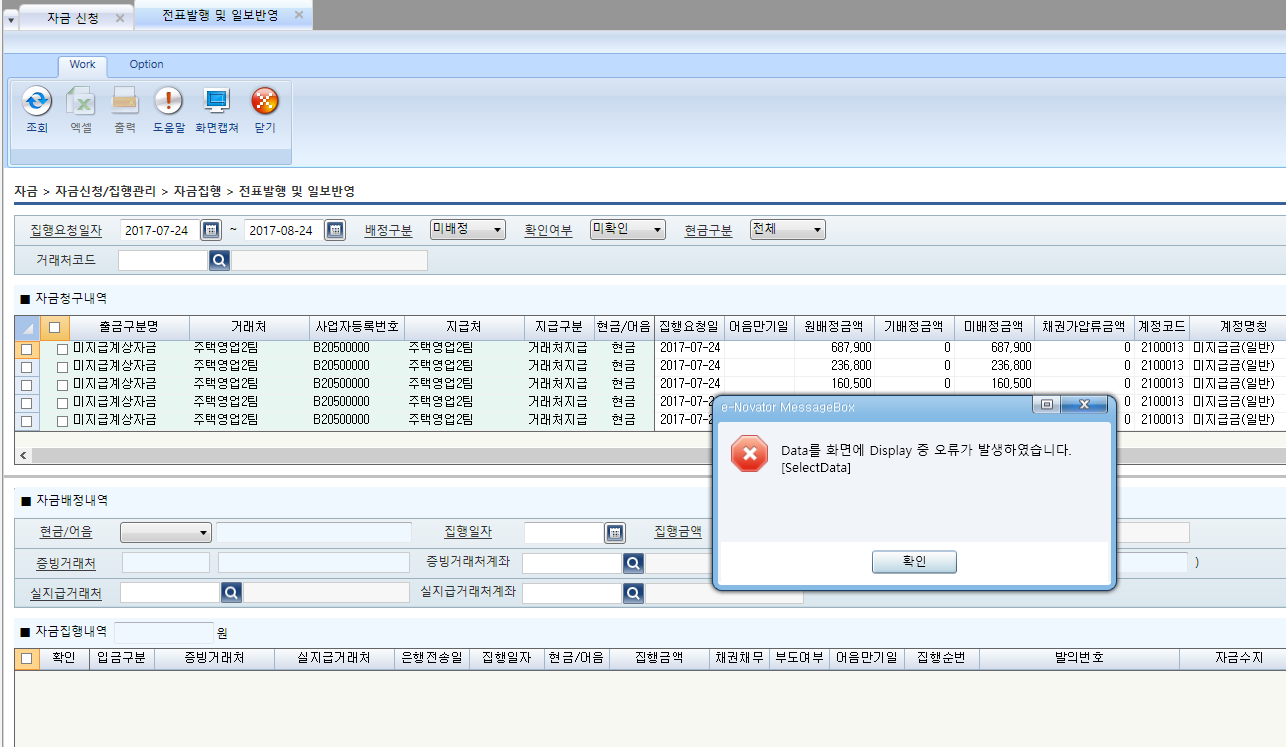 자금 신청
전표발행 및 일보반영
Work Option
조회 엑셀 출력 도움말 화면캡쳐 닫기
자금 > 자금신청/집행관리 > 자금집행 > 전표발행 및 일보반영
집행요청일자 2017-07-24 ~ 2017-08-24 배정구분 미배정 확인여부 미확인 현금구분 전체
거래처코드
■ 자금청구내역
출금구분명 거래처 사업자등록번호 지급처 지급구분 현금/어음 집행요청일 어음만기일 원배정금액 기배정금액 미배정금액 채권가압류금액 계정코드 계정명칭
미지급계상자금 주택영업2팀 B20500000 주택영업2팀 거래처지급 현금 2017-07-24 687,900 0 687,900 0 2100013 미지급금(일반)
미지급계상자금 주택영업2팀 B20500000 주택영업2팀 거래처지급 현금 2017-07-24 236,800 0 236,800 0 2100013 미지급금(일반)
미지급계상자금 주택영업2팀 B20500000 주택영업2팀 거래처지급 현금 2017-07-24 160,500 0 160,500 0 2100013 미지급금(일반)
미지급계상자금 주택영업2팀 B20500000 주택영업2팀 거래처지급 현금 2017-07-2 0 2100013 미지급금(일반)
미지급계상자금 주택영업2팀 B20500000 주택영업2팀 거래처지급 현금 2017-07-2 0 2100013 미지급금(일반)
e-Novator MessageBox
Data를 화면에 Display 중 오류가 발생하였습니다.
[SelectData]
확인
■ 자금배정내역
현금/어음 집행일자 집행금액
증빙거래처 증빙거래처계좌 )
실지급거래처 실지급거래처계좌
■ 자금집행내역 원
확인 입금구분 증빙거래처 실지급거래처 은행전송일 집행일자 현금/어음 집행금액 채권채무 부도여부 어음만기일 집행순번 발의번호 자금수지